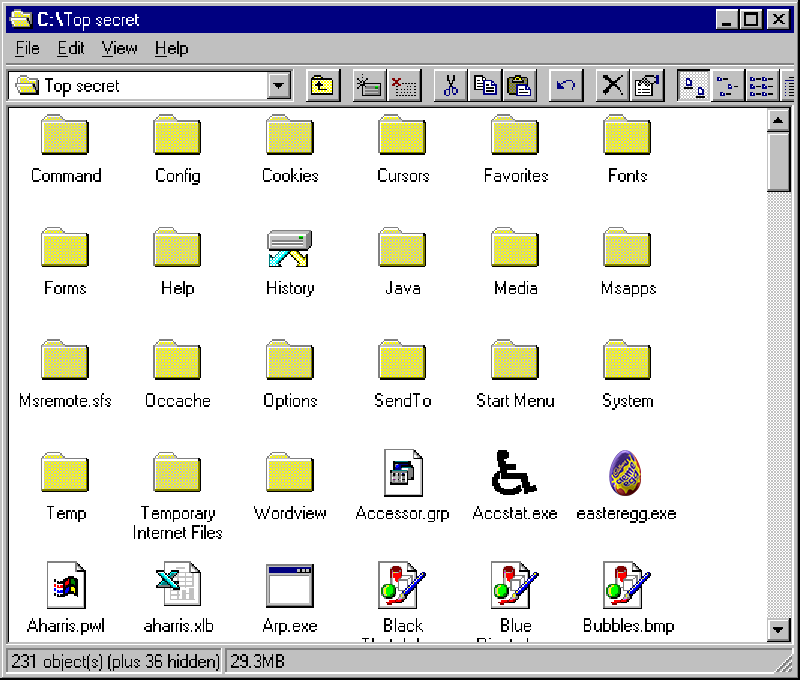 C:\Top secret
File Edit View Help
Top secret
Command Config Cookies Cursors Favorites Fonts
Forms Help History Java Media Msapps
Msremote.sfs Occache Options SendTo Start Menu System
Temp Temporary Wordview Accessor.grp Accstat.exe easteregg.exe
Internet Files
Aharris.pwl aharris.xlb Arp.exe Black Blue Bubbles.bmp
231 object(s) (plus 36 hidden) 29.3MB